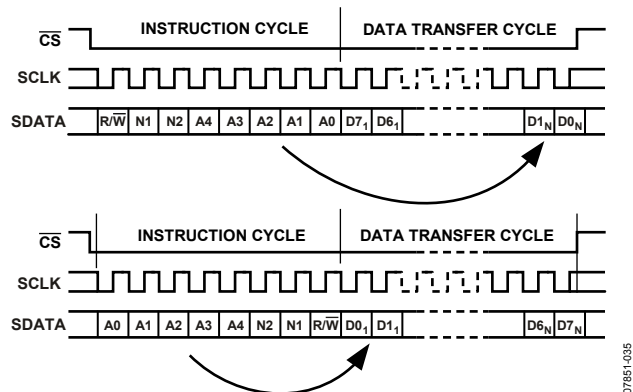 INSTRUCTION CYCLE DATA TRANSFER CYCLE
CS
SCLK
SDATA R/W N1 N2 A4 A3 A2 A1 A0 D7₁ D6₁ D1N D0N
INSTRUCTION CYCLE DATA TRANSFER CYCLE
CS
SCLK
SDATA A0 A1 A2 A3 A4 N2 N1 R/W D0₁ D1₁ D6N D7N
07851-035